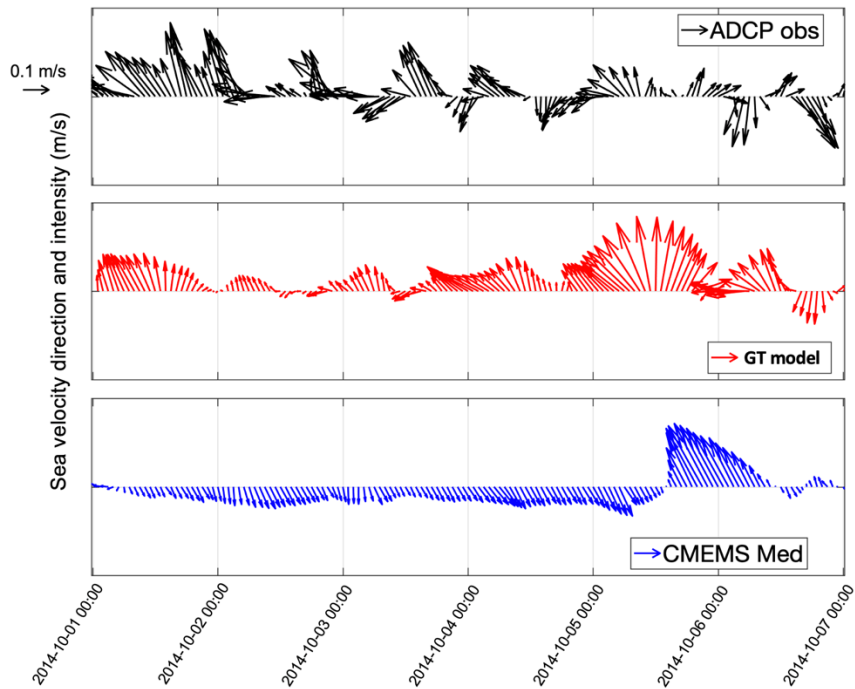 ADCP obs
0.1 m/s
Sea velocity direction and intensity (m/s)
GT model
CMEMS Med
2014-10-01 00:00
2014-10-02 00:00
2014-10-03 00:00
2014-10-04 00:00
2014-10-05 00:00
2014-10-06 00:00
2014-10-07 00:00